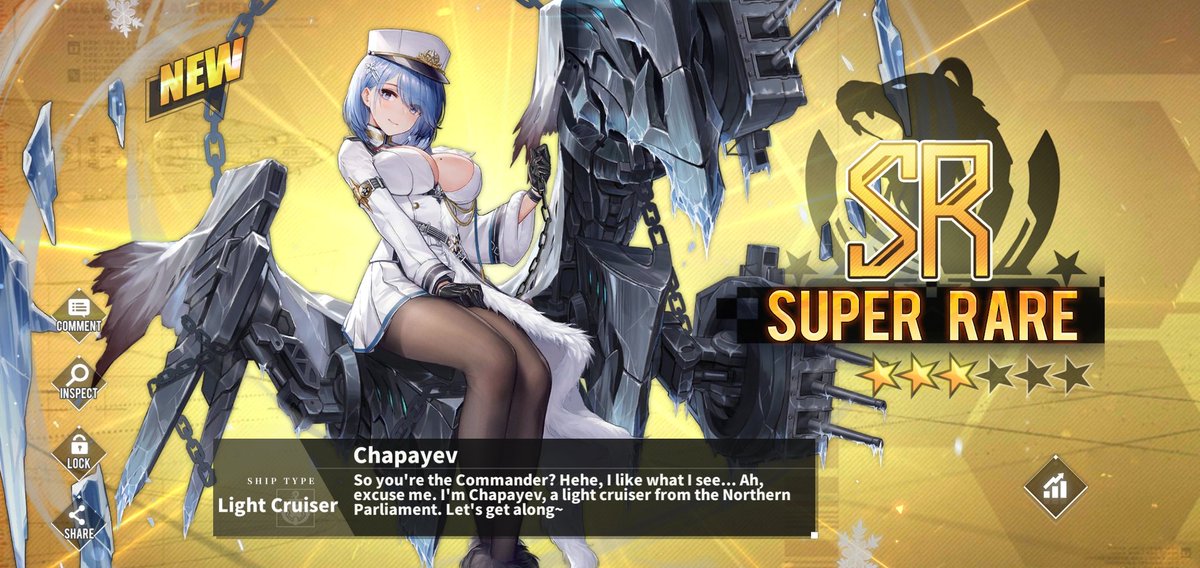 NEW
COMMENT
INSPECT
LOCK
SHARE
SR
SUPER RARE
SHIP TYPE
Light Cruiser
Chapayev
So you're the Commander? Hehe, I like what I see... Ah,
excuse me. I'm Chapayev, a light cruiser from the Northern
Parliament. Let's get along~